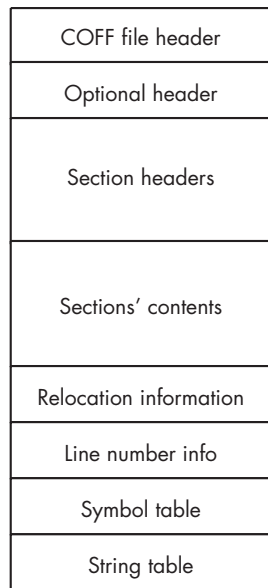 COFF file header
Optional header
Section headers
Sections’ contents
Relocation information
Line number info
Symbol table
String table